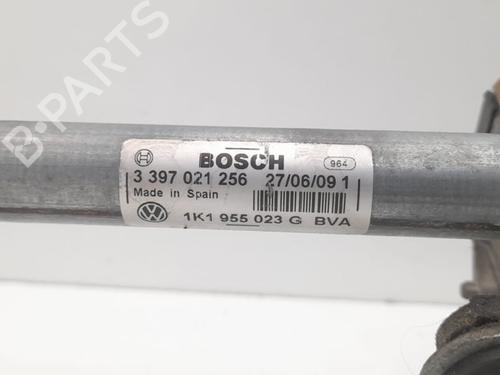 B-PARTS
BOSCH 964
3 397 021 256 27/06/09 1
Made in Spain
1K1 955 023 G BVA